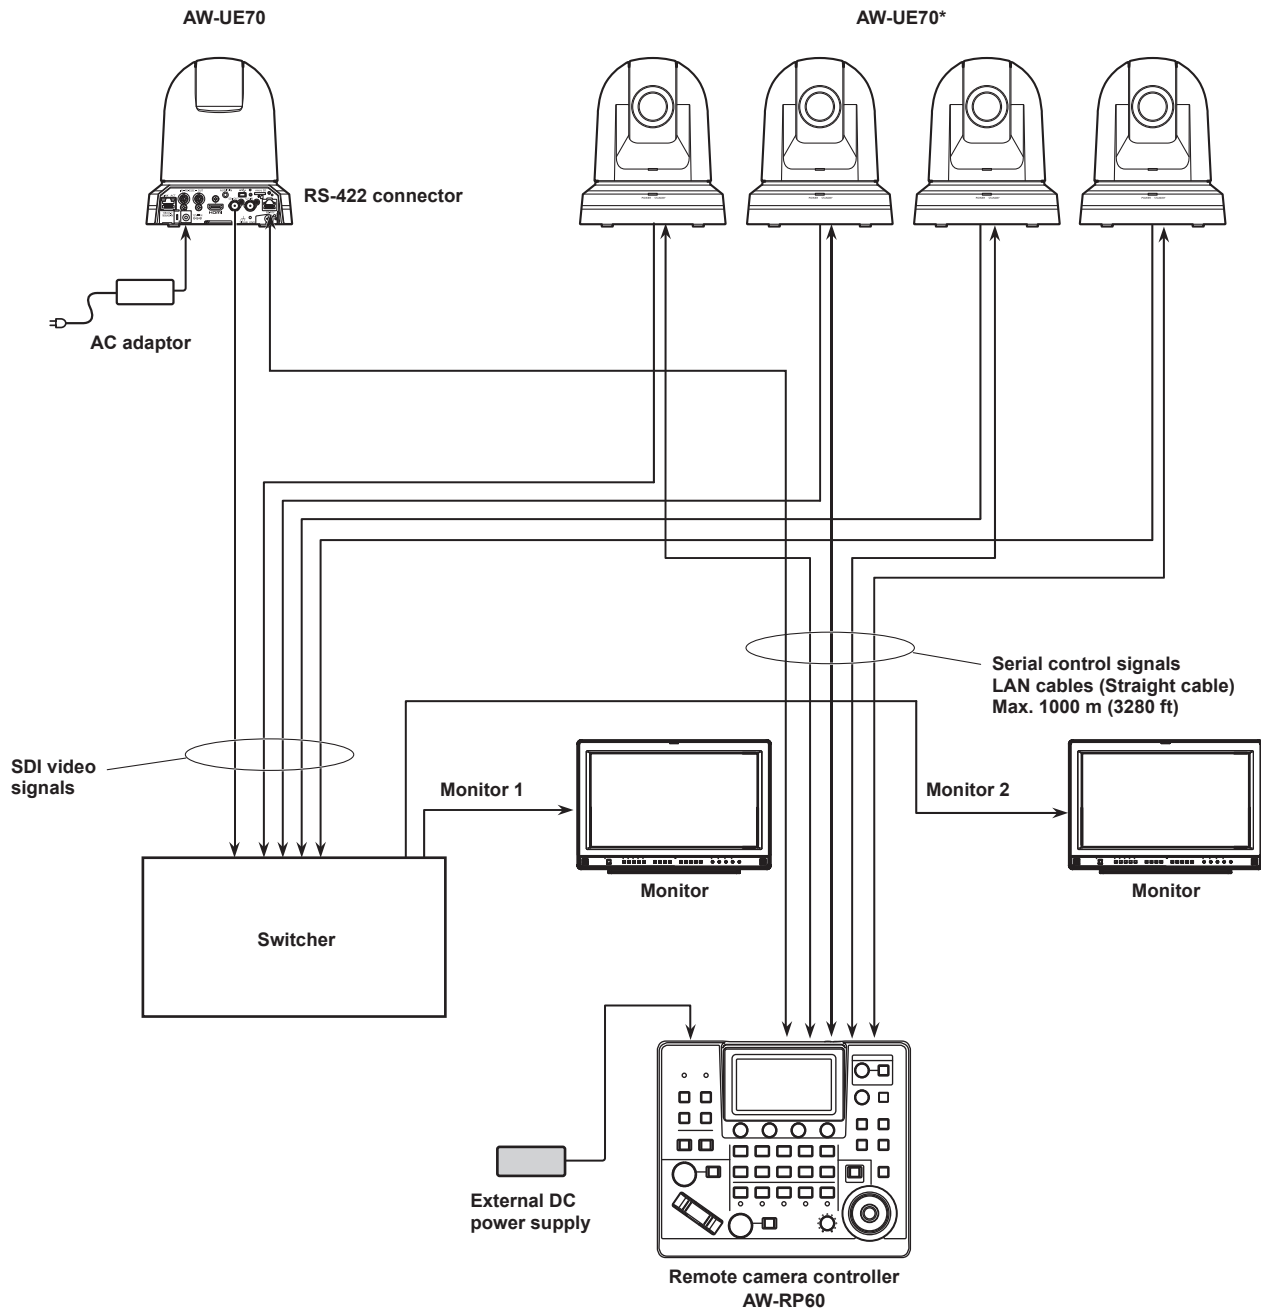 AW-UE70
AW-UE70*
RS-422 connector
AC adaptor
Serial control signals
LAN cables (Straight cable)
Max. 1000 m (3280 ft)
SDI video
signals
Monitor 1
Monitor 2
Monitor
Monitor
Switcher
External DC
power supply
Remote camera controller
AW-RP60